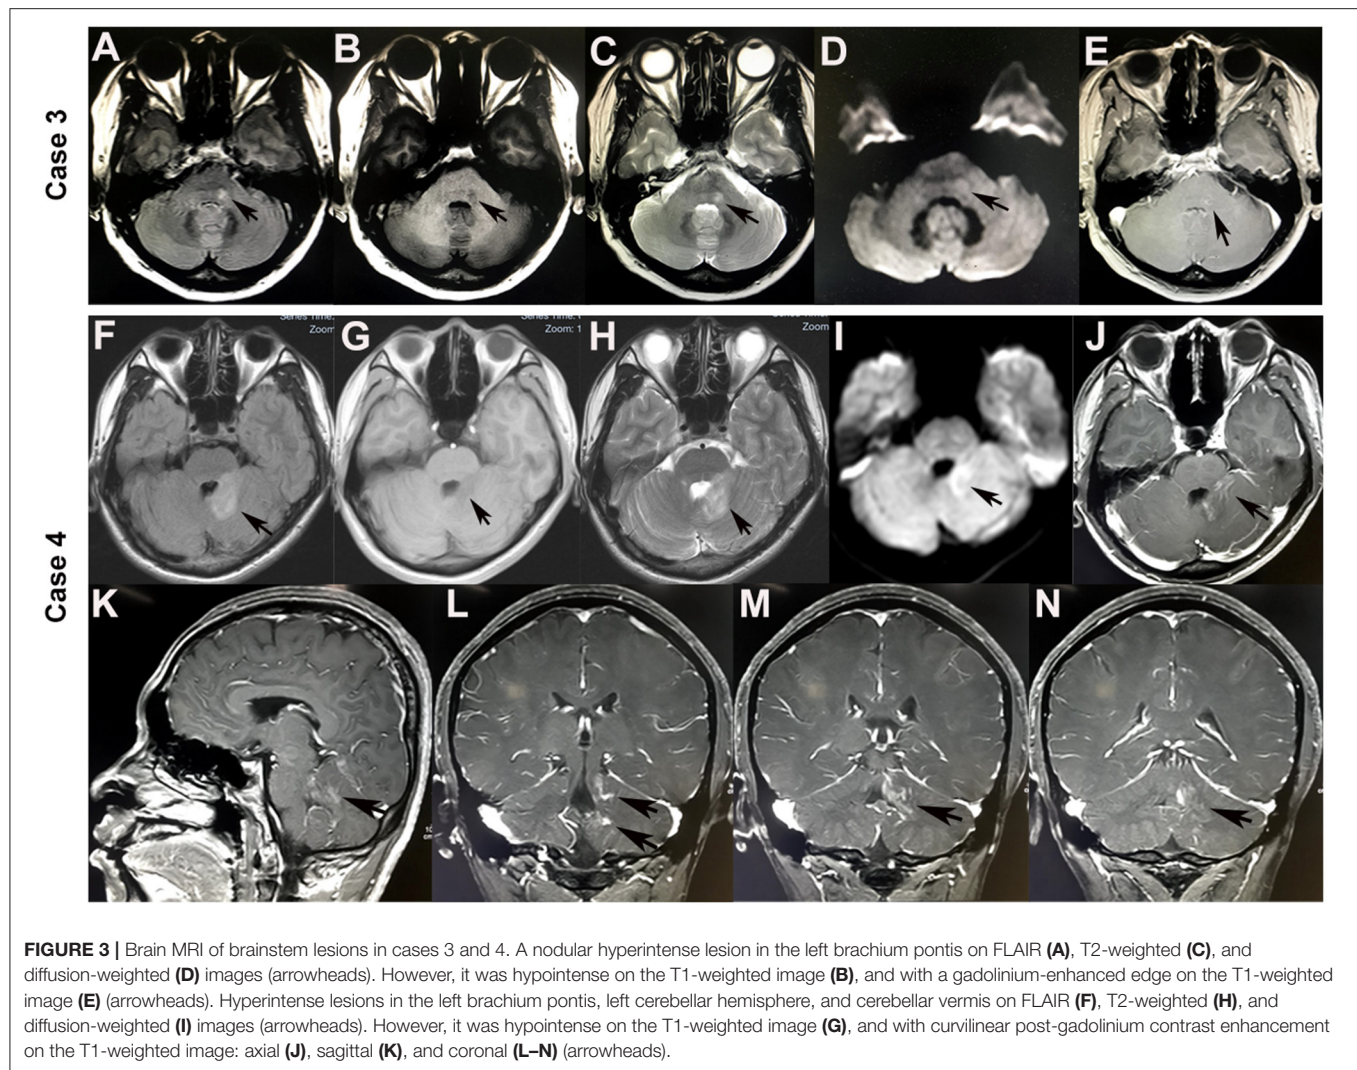 Case 3
A
B
C
D
E
Case 4
F
G
H
I
J
Zoom
Zoom: 1
Zoom
K
L
M
N
10
cm
FIGURE 3 | Brain MRI of brainstem lesions in cases 3 and 4. A nodular hyperintense lesion in the left brachium pontis on FLAIR (A), T2-weighted (C), and
diffusion-weighted (D) images (arrowheads). However, it was hypointense on the T1-weighted image (B), and with a gadolinium-enhanced edge on the T1-weighted
image (E) (arrowheads). Hyperintense lesions in the left brachium pontis, left cerebellar hemisphere, and cerebellar vermis on FLAIR (F), T2-weighted (H), and
diffusion-weighted (I) images (arrowheads). However, it was hypointense on the T1-weighted image (G), and with curvilinear post-gadolinium contrast enhancement
on the T1-weighted image: axial (J), sagittal (K), and coronal (L–N) (arrowheads).